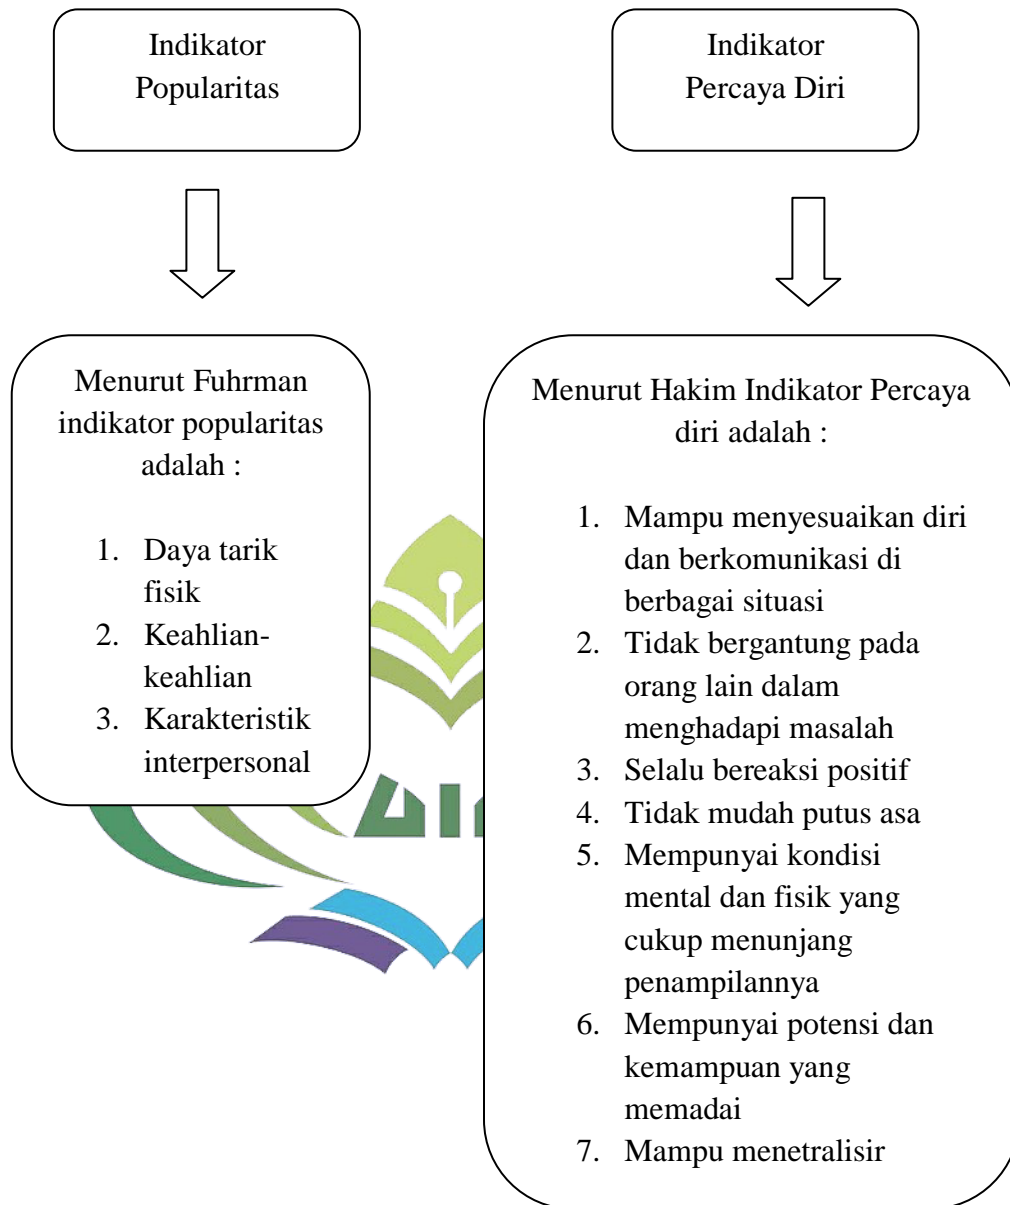 Indikator
Popularitas
Indikator
Percaya Diri
Menurut Fuhrman
indikator popularitas
adalah :
1. Daya tarik
fisik
2. Keahlian-
keahlian
3. Karakteristik
interpersonal
Menurut Hakim Indikator Percaya
diri adalah :
1. Mampu menyesuaikan diri
dan berkomunikasi di
berbagai situasi
2. Tidak bergantung pada
orang lain dalam
menghadapi masalah
3. Selalu bereaksi positif
4. Tidak mudah putus asa
5. Mempunyai kondisi
mental dan fisik yang
cukup menunjang
penampilannya
6. Mempunyai potensi dan
kemampuan yang
memadai
7. Mampu menetralisir